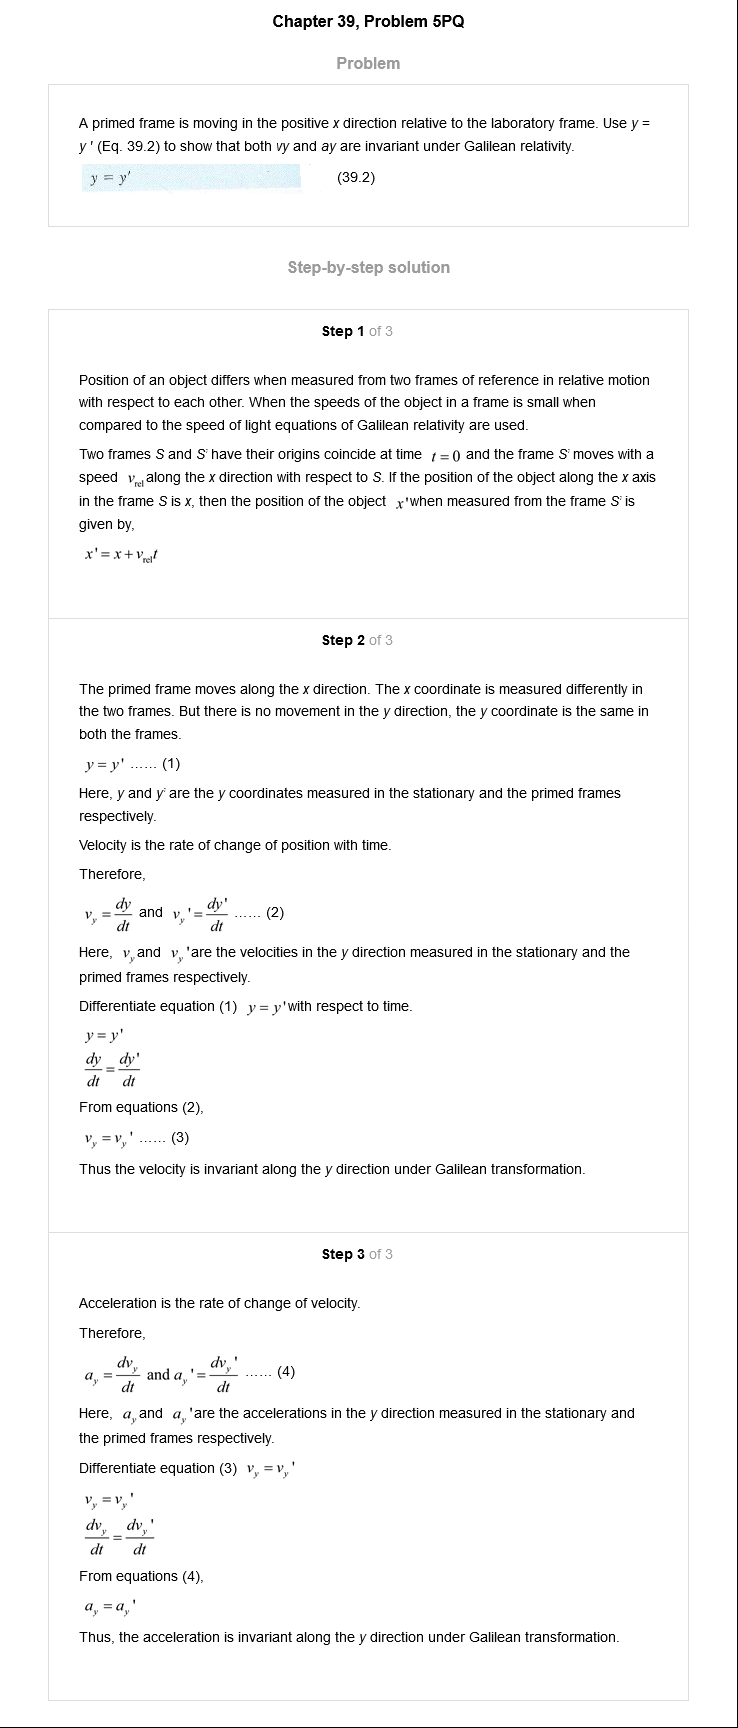 Chapter 39, Problem 5PQ
Problem
A primed frame is moving in the positive x direction relative to the laboratory frame. Use y =
y ' (Eq. 39.2) to show that both vy and ay are invariant under Galilean relativity.
y = y′ (39.2)
Step-by-step solution
Step 1 of 3
Position of an object differs when measured from two frames of reference in relative motion
with respect to each other. When the speeds of the object in a frame is small when
compared to the speed of light equations of Galilean relativity are used.
Two frames S and S' have their origins coincide at time t = 0 and the frame S' moves with a
speed v_rel along the x direction with respect to S. If the position of the object along the x axis
in the frame S is x, then the position of the object x' when measured from the frame S' is
given by,
x' = x + v_rel t
Step 2 of 3
The primed frame moves along the x direction. The x coordinate is measured differently in
the two frames. But there is no movement in the y direction, the y coordinate is the same in
both the frames.
y = y' ...... (1)
Here, y and y' are the y coordinates measured in the stationary and the primed frames
respectively.
Velocity is the rate of change of position with time.
Therefore,
v_y = dy/dt and v_y' = dy'/dt ...... (2)
Here, v_y and v_y' are the velocities in the y direction measured in the stationary and the
primed frames respectively.
Differentiate equation (1) y = y' with respect to time.
y = y'
dy/dt = dy'/dt
From equations (2),
v_y = v_y' ...... (3)
Thus the velocity is invariant along the y direction under Galilean transformation.
Step 3 of 3
Acceleration is the rate of change of velocity.
Therefore,
a_y = dv_y/dt and a_y' = dv_y'/dt ...... (4)
Here, a_y and a_y' are the accelerations in the y direction measured in the stationary and
the primed frames respectively.
Differentiate equation (3) v_y = v_y'
v_y = v_y'
dv_y/dt = dv_y'/dt
From equations (4),
a_y = a_y'
Thus, the acceleration is invariant along the y direction under Galilean transformation.